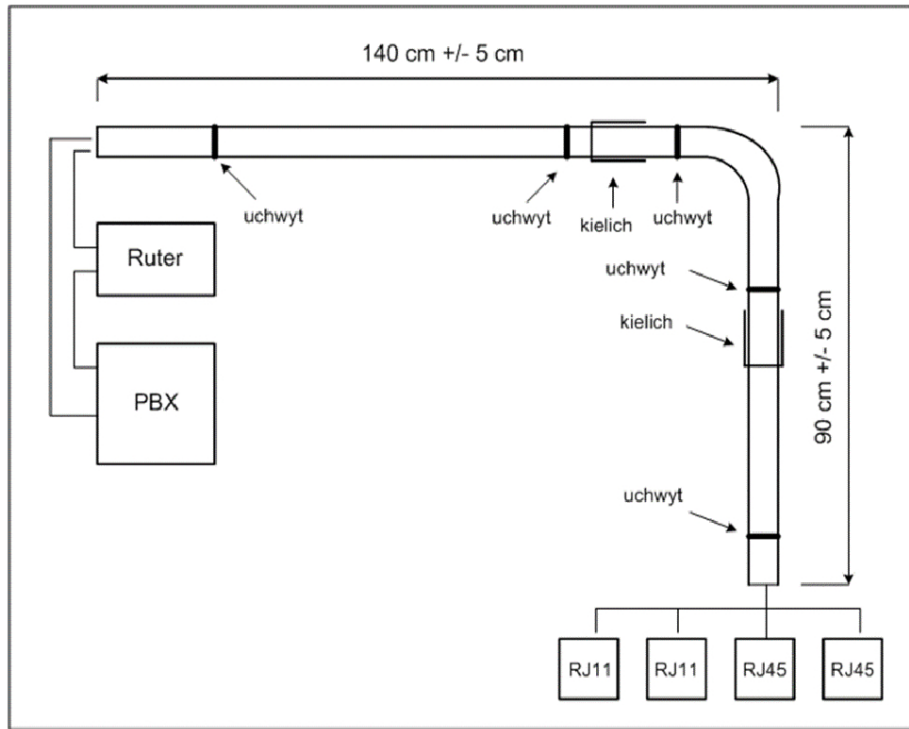 140 cm +/- 5 cm
uchwyt
uchwyt
kielich
uchwyt
Ruter
uchwyt
kielich
90 cm +/- 5 cm
PBX
uchwyt
RJ11
RJ11
RJ45
RJ45